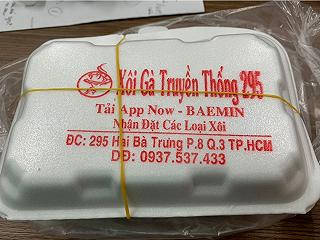 Xôi Gà Truyền Thống 295
Tải App Now - BAEMIN
Nhận Đặt Các Loại Xôi
ĐC: 295 Hai Bà Trưng P.8 Q.3 TP.HCM
DĐ: 0937.537.433